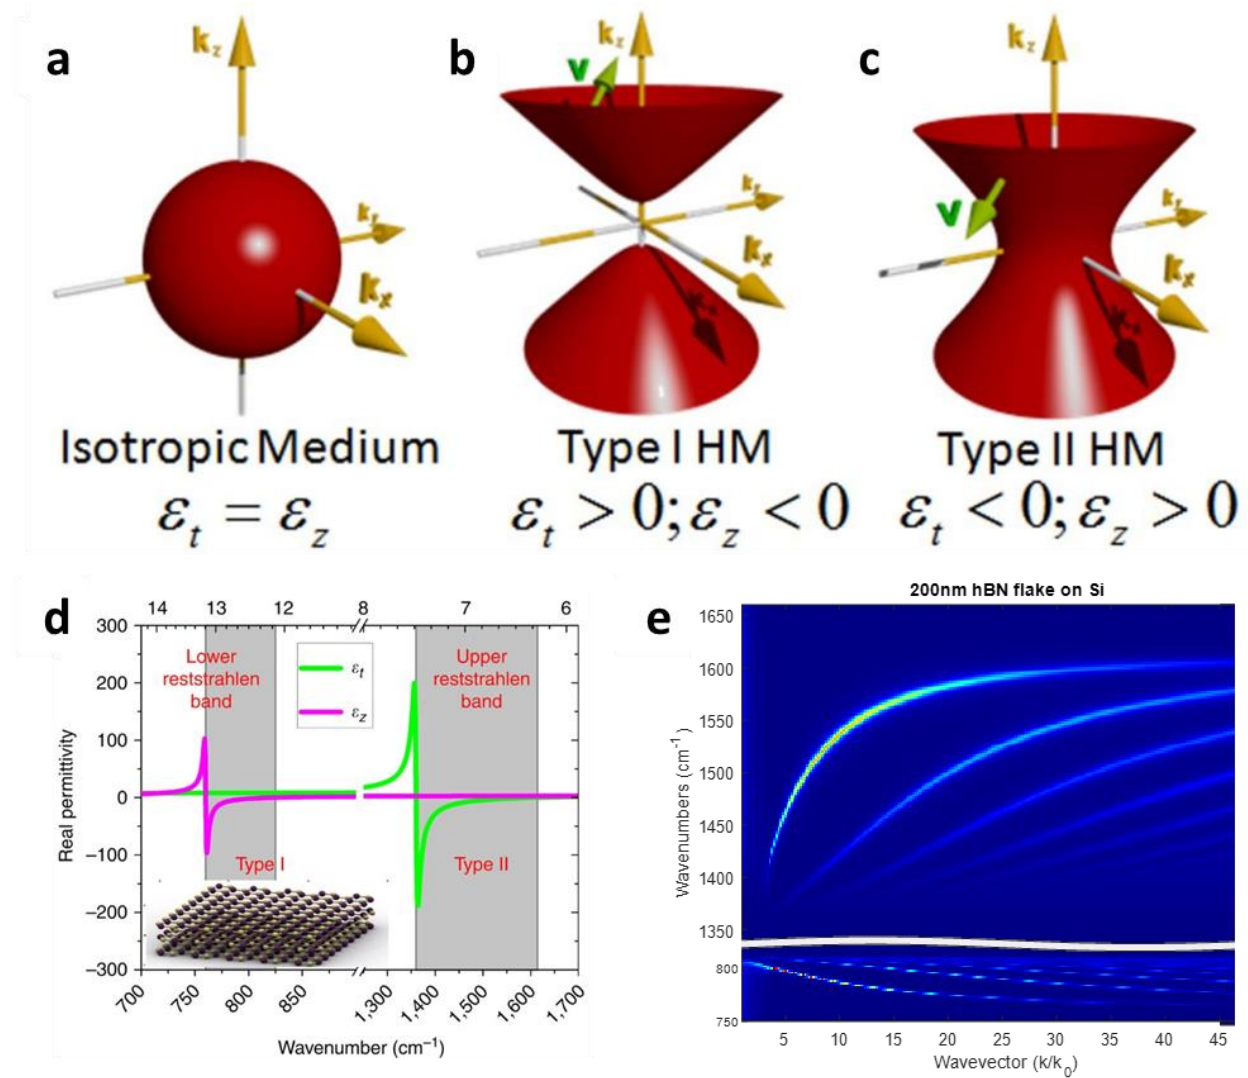 a
b
c
k_z
k_z
k_z
v
v
k_x
k_x
k_x
Isotropic Medium
Type I HM
Type II HM
ε_t = ε_z
ε_t > 0; ε_z < 0
ε_t < 0; ε_z > 0
d
14 13 12 8 7 6
300
200
100
0
−100
−200
−300
Real permittivity
Lower
reststrahlen
band
ε_t
ε_z
Upper
reststrahlen
band
Type I
Type II
700 750 800 850 1,300 1,400 1,500 1,600 1,700
Wavenumber (cm⁻¹)
e
200nm hBN flake on Si
1650
1600
1550
1500
1450
1400
1350
800
750
Wavenumbers (cm⁻¹)
5 10 15 20 25 30 35 40 45
Wavevector (k/k₀)